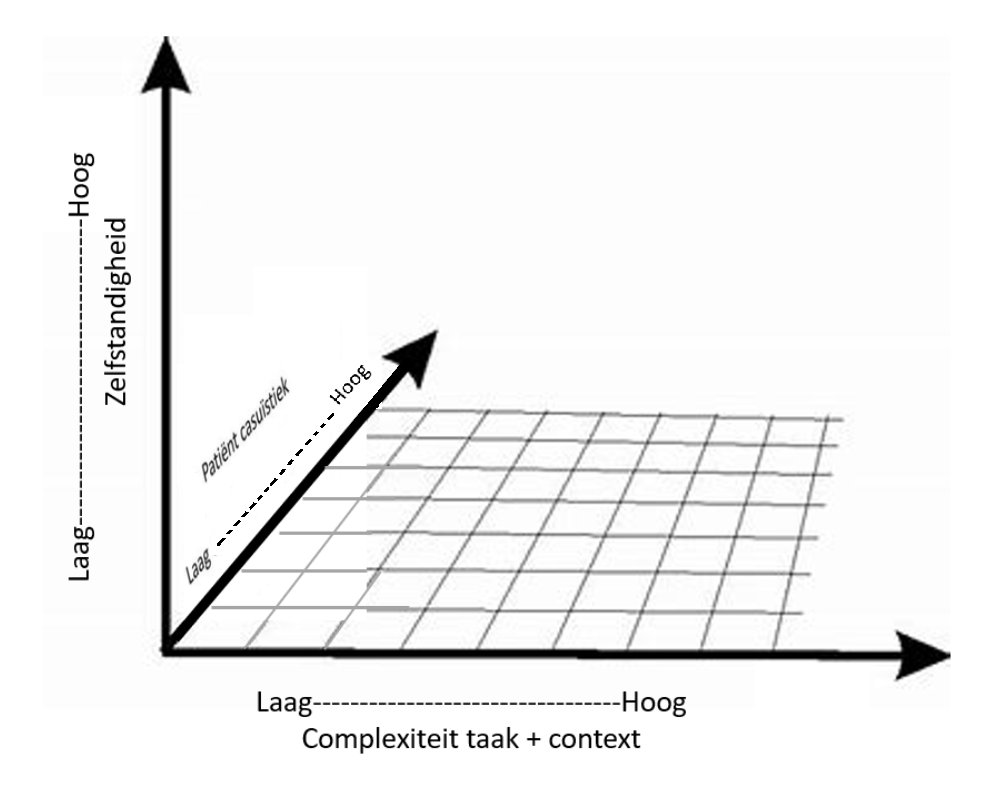 Laag------------------------------------Hoog
Zelfstandigheid
Patiënt casuïstiek
Laag ------------ Hoog
Laag----------------------------------Hoog
Complexiteit taak + context